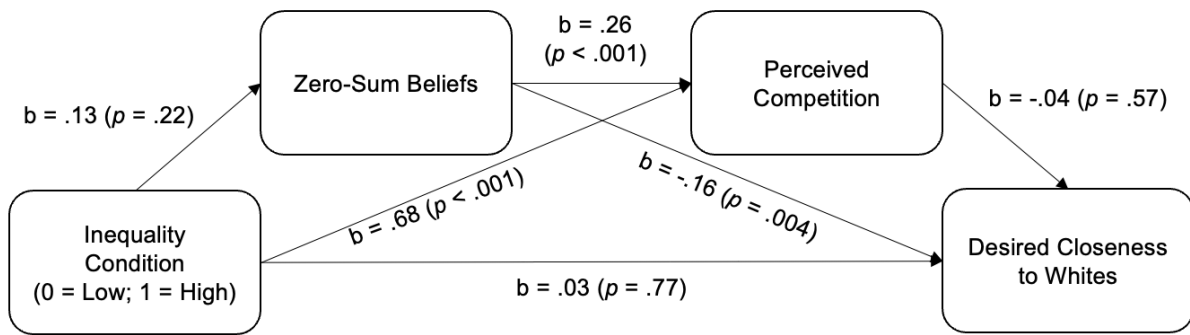 b = .26
(p < .001)
Zero-Sum Beliefs
Perceived
Competition
b = .13 (p = .22)
b = -.04 (p = .57)
b = .68 (p < .001)
b = -.16 (p = .004)
Inequality
Condition
(0 = Low; 1 = High)
Desired Closeness
to Whites
b = .03 (p = .77)